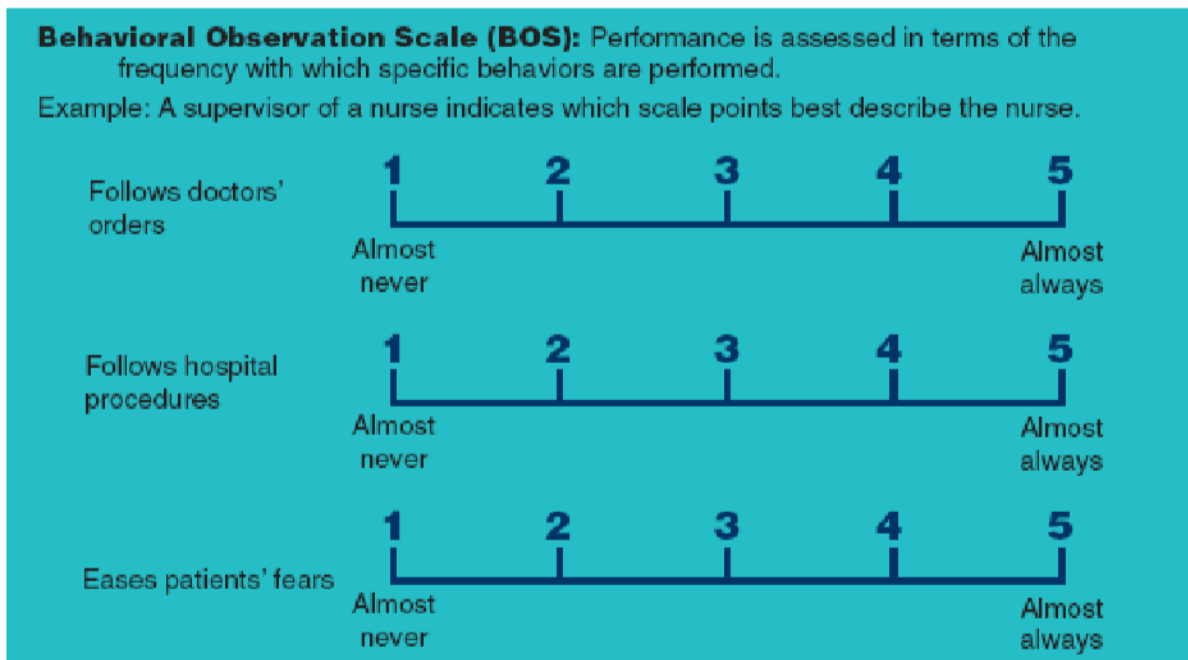 Behavioral Observation Scale (BOS): Performance is assessed in terms of the
frequency with which specific behaviors are performed.
Example: A supervisor of a nurse indicates which scale points best describe the nurse.
1 2 3 4 5
Follows doctors'
orders
Almost Almost
never always
1 2 3 4 5
Follows hospital
procedures
Almost Almost
never always
1 2 3 4 5
Eases patients' fears
Almost Almost
never always